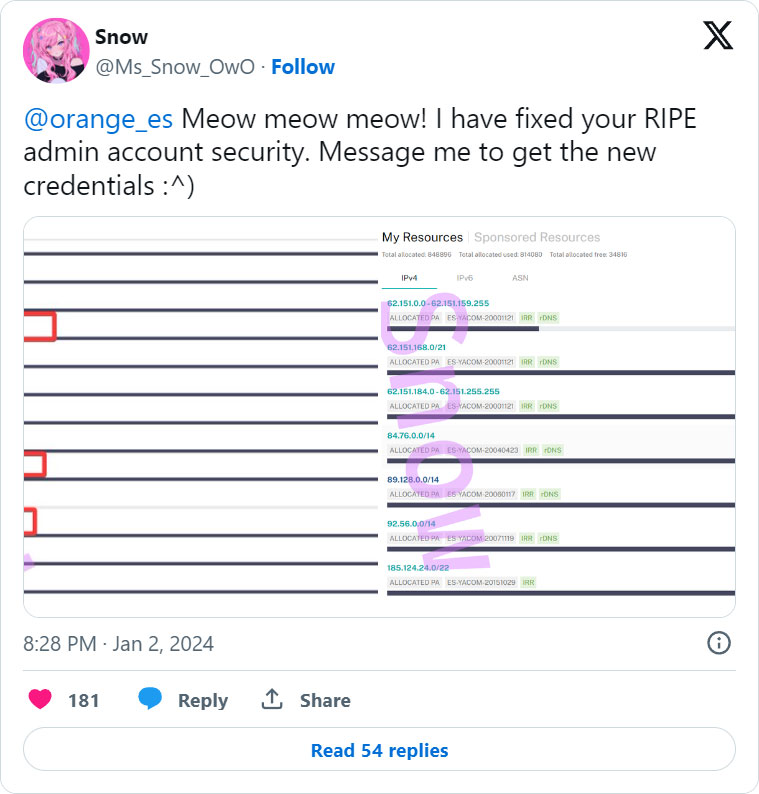 Snow
@Ms_Snow_OwO · Follow
@orange_es Meow meow meow! I have fixed your RIPE
admin account security. Message me to get the new
credentials :^)
My Resources | Sponsored Resources
Total allocated: 848896 Total allocated used: 814080 Total allocated free: 34816
IPv4 IPv6 ASN
62.151.0.0 - 62.151.159.255
ALLOCATED PA ES-YACOM-20001121 IRR rDNS
62.151.168.0/21
ALLOCATED PA ES-YACOM-20001121 IRR rDNS
62.151.184.0 - 62.151.255.255
ALLOCATED PA ES-YACOM-20001121 IRR rDNS
84.76.0.0/14
ALLOCATED PA ES-YACOM-20040423 IRR rDNS
89.128.0.0/14
ALLOCATED PA ES-YACOM-20060117 IRR rDNS
92.56.0.0/14
ALLOCATED PA ES-YACOM-20071119 IRR rDNS
185.124.24.0/22
ALLOCATED PA ES-YACOM-20151029 IRR
Snow
8:28 PM · Jan 2, 2024
181 Reply Share
Read 54 replies